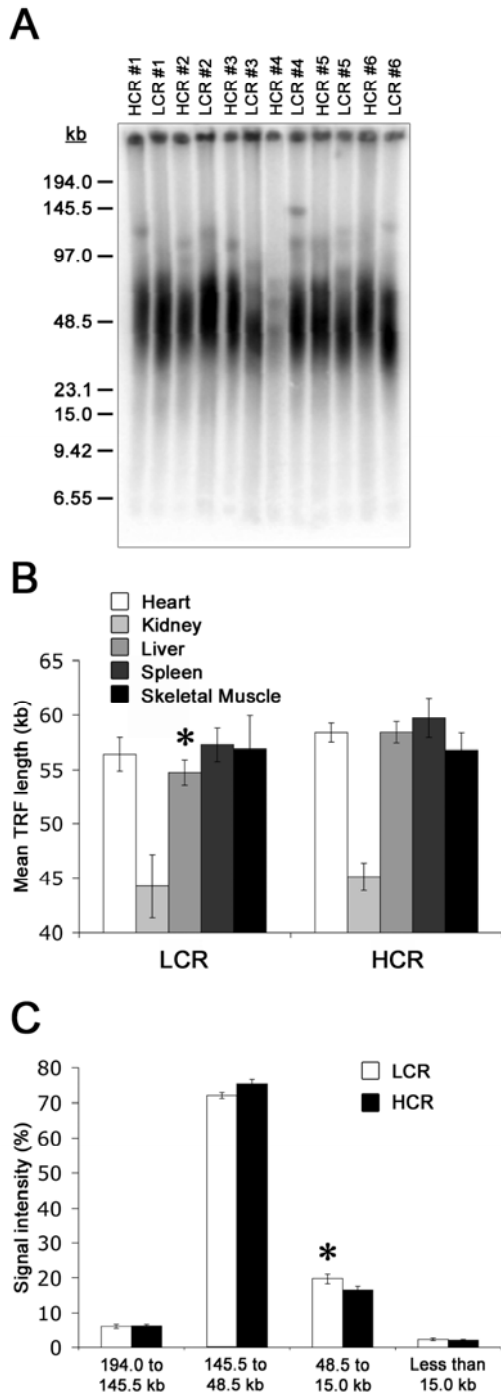 A
HCR #1
LCR #1
HCR #2
LCR #2
HCR #3
LCR #3
HCR #4
LCR #4
HCR #5
LCR #5
HCR #6
LCR #6
kb
194.0
145.5
97.0
48.5
23.1
15.0
9.42
6.55
B
Heart
Kidney
Liver
Spleen
Skeletal Muscle
Mean TRF length (kb)
65
60
55
50
45
40
*
LCR HCR
C
Signal intensity (%)
80
70
60
50
40
30
20
10
0
LCR
HCR
*
194.0 to 145.5 to 48.5 to Less than
145.5 kb 48.5 kb 15.0 kb 15.0 kb